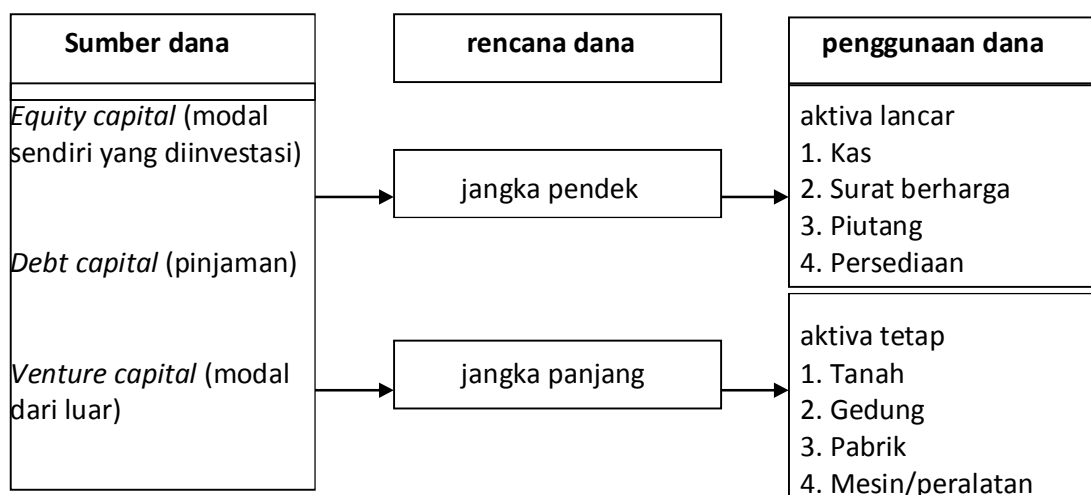 Sumber dana
Equity capital (modal
sendiri yang diinvestasi)
Debt capital (pinjaman)
Venture capital (modal
dari luar)
rencana dana
jangka pendek
jangka panjang
penggunaan dana
aktiva lancar
1. Kas
2. Surat berharga
3. Piutang
4. Persediaan
aktiva tetap
1. Tanah
2. Gedung
3. Pabrik
4. Mesin/peralatan